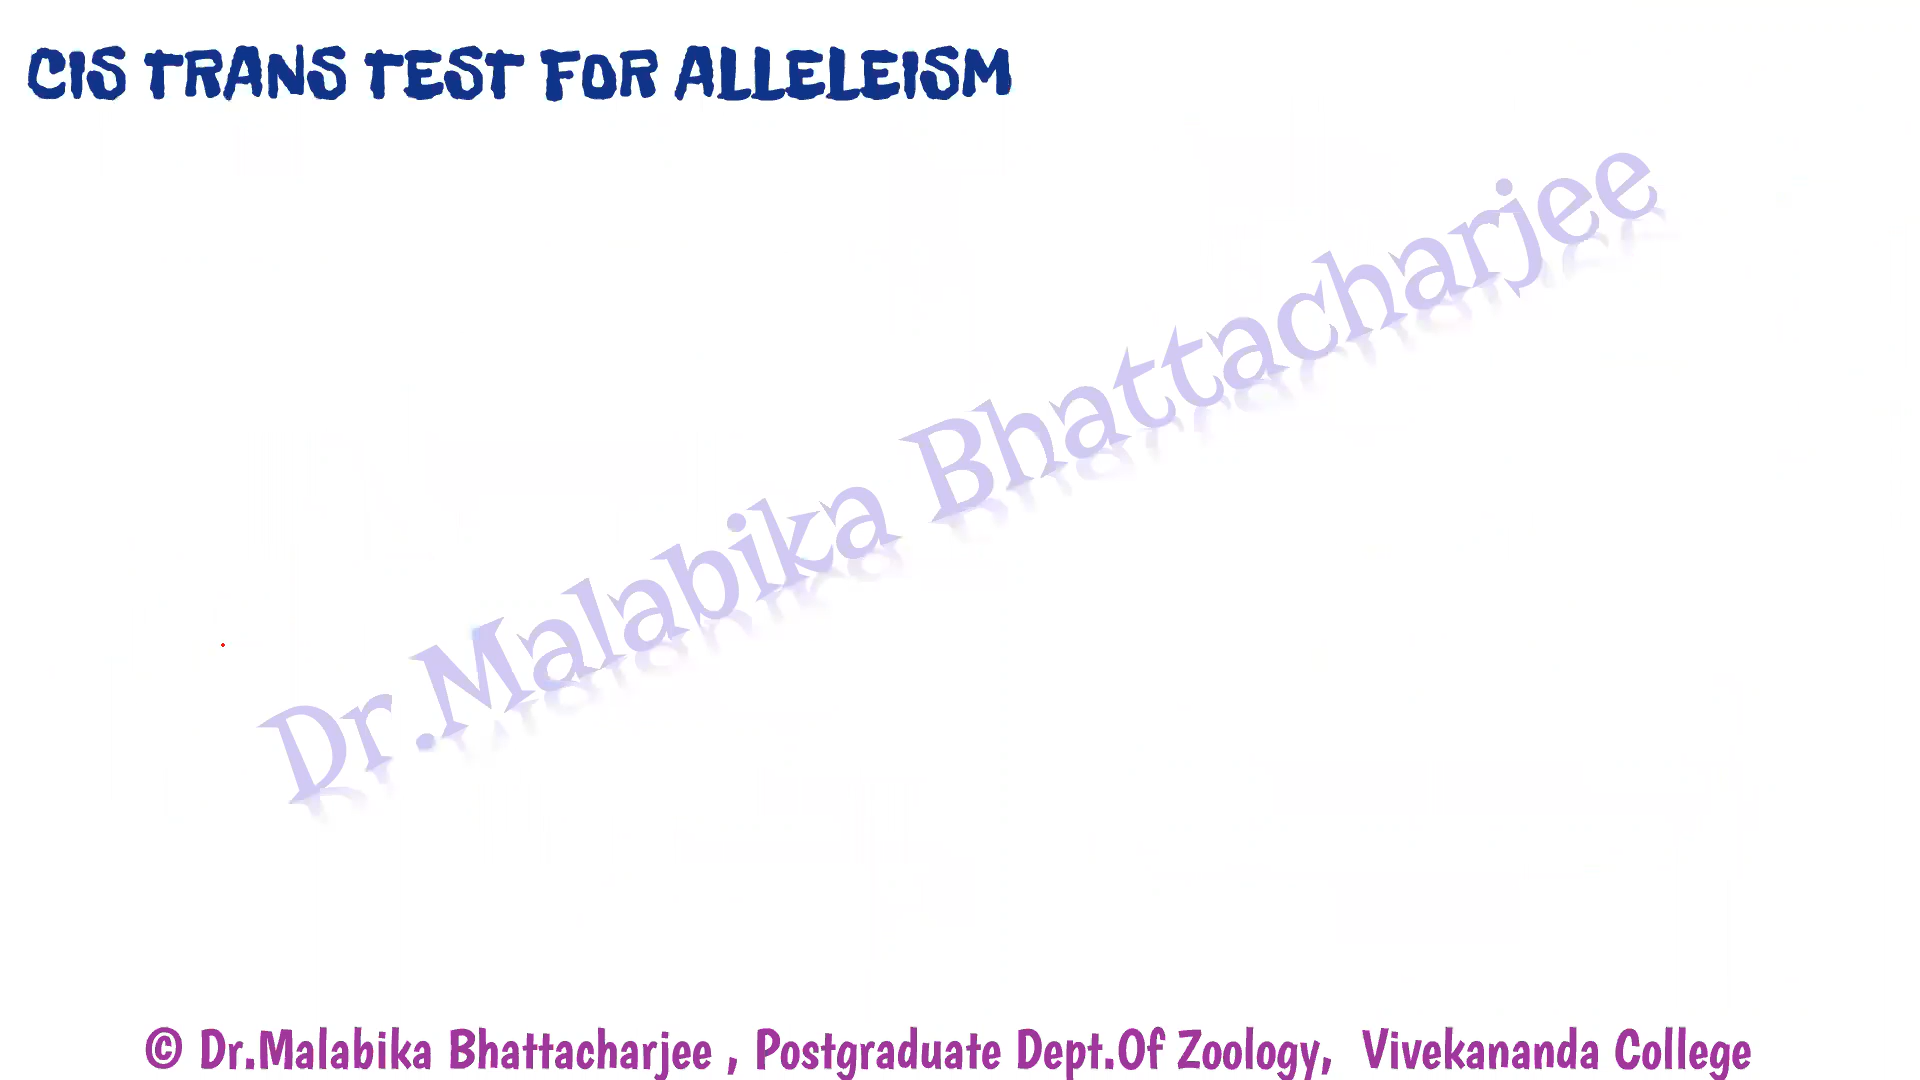 CIS TRANS TEST FOR ALLELEISM
Dr.Malabika Bhattacharjee
© Dr.Malabika Bhattacharjee , Postgraduate Dept.Of Zoology, Vivekananda College